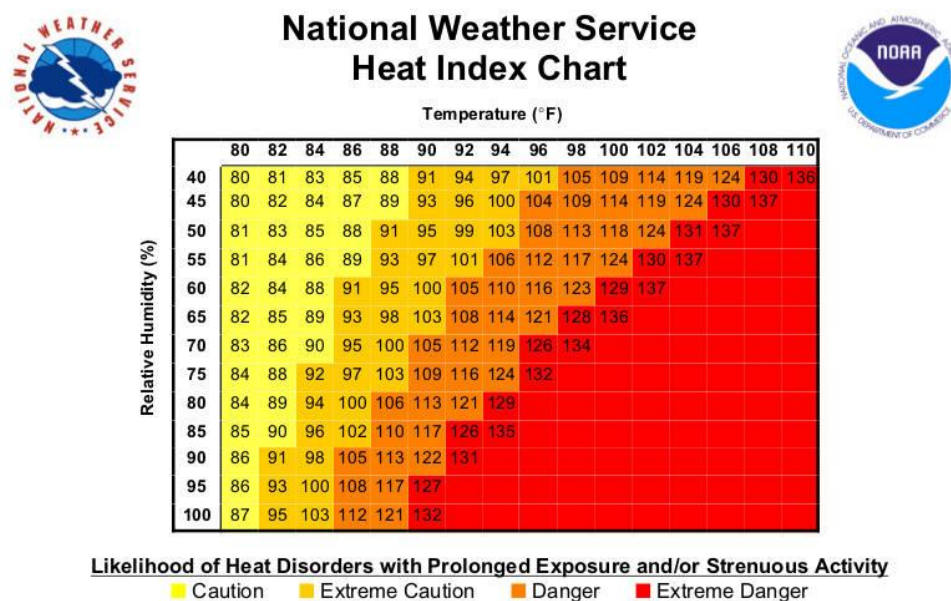 NATIONAL WEATHER SERVICE
National Weather Service
Heat Index Chart
NOAA
NATIONAL OCEANIC AND ATMOSPHERIC
U.S. DEPARTMENT OF COMMERCE
Temperature (°F)
80 82 84 86 88 90 92 94 96 98 100 102 104 106 108 110
Relative Humidity (%)
40 80 81 83 85 88 91 94 97 101 105 109 114 119 124 130 136
45 80 82 84 87 89 93 96 100 104 109 114 119 124 130 137
50 81 83 85 88 91 95 99 103 108 113 118 124 131 137
55 81 84 86 89 93 97 101 106 112 117 124 130 137
60 82 84 88 91 95 100 105 110 116 123 129 137
65 82 85 89 93 98 103 108 114 121 128 136
70 83 86 90 95 100 105 112 119 126 134
75 84 88 92 97 103 109 116 124 132
80 84 89 94 100 106 113 121 129
85 85 90 96 102 110 117 126 135
90 86 91 98 105 113 122 131
95 86 93 100 108 117 127
100 87 95 103 112 121 132
Likelihood of Heat Disorders with Prolonged Exposure and/or Strenuous Activity
Caution Extreme Caution Danger Extreme Danger